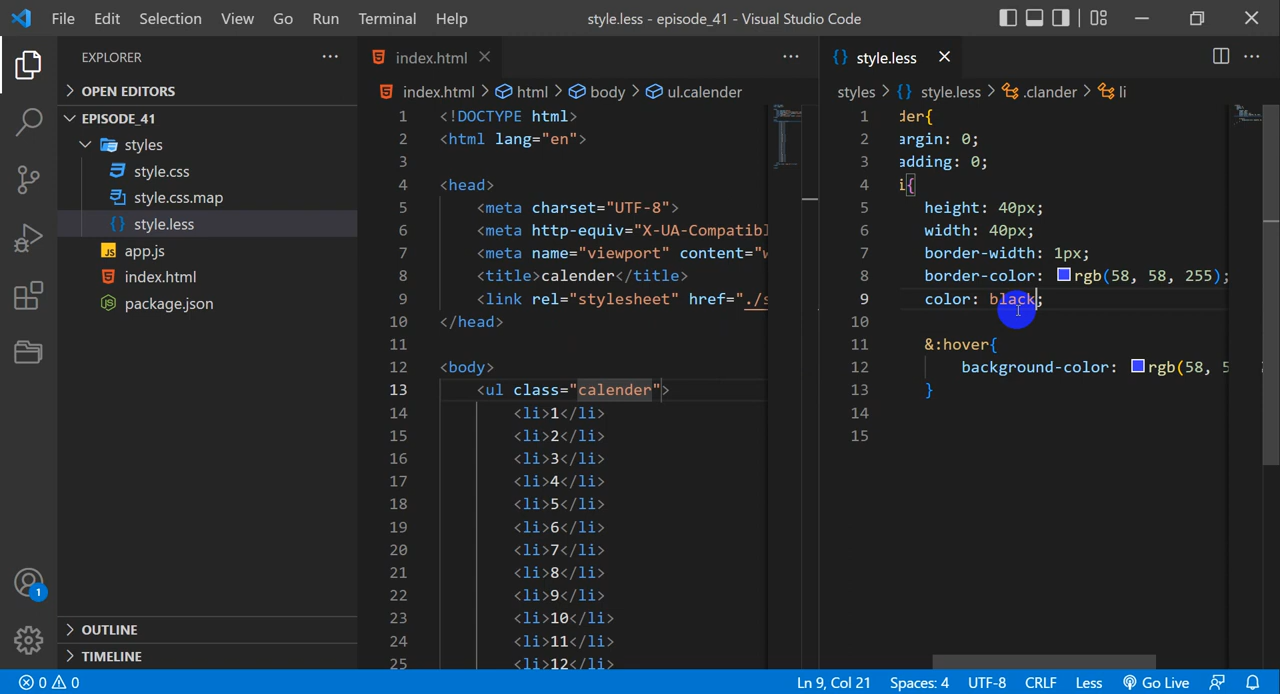 File Edit Selection View Go Run Terminal Help
style.less - episode_41 - Visual Studio Code
EXPLORER
OPEN EDITORS
EPISODE_41
styles
style.css
style.css.map
style.less
app.js
index.html
package.json
OUTLINE
TIMELINE
1
index.html
index.html > html > body > ul.calender
1 <!DOCTYPE html>
2 <html lang="en">
3
4 <head>
5 <meta charset="UTF-8">
6 <meta http-equiv="X-UA-Compatibl
7 <meta name="viewport" content="w
8 <title>calender</title>
9 <link rel="stylesheet" href="./s
10 </head>
11
12 <body>
13 <ul class="calender">
14 <li>1</li>
15 <li>2</li>
16 <li>3</li>
17 <li>4</li>
18 <li>5</li>
19 <li>6</li>
20 <li>7</li>
21 <li>8</li>
22 <li>9</li>
23 <li>10</li>
24 <li>11</li>
25 <li>12</li>
style.less
styles > {} style.less > .clander > li
1 der{
2 argin: 0;
3 adding: 0;
4 i{
5 height: 40px;
6 width: 40px;
7 border-width: 1px;
8 border-color: rgb(58, 58, 255);
9 color: black;
10
11 &:hover{
12 background-color: rgb(58, 5
13 }
14
15
0 0
Ln 9, Col 21 Spaces: 4 UTF-8 CRLF Less Go Live